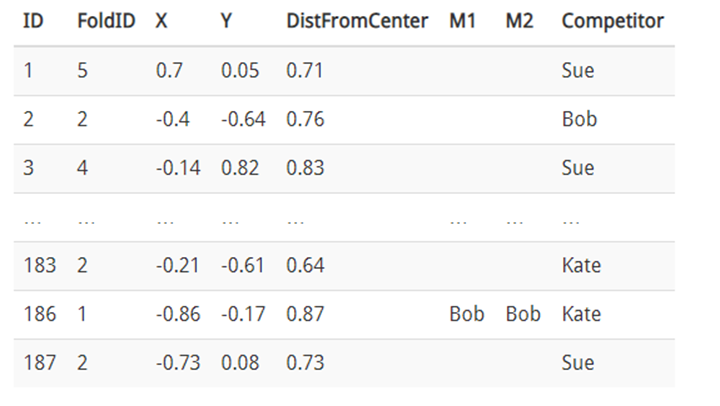 ID FoldID X Y DistFromCenter M1 M2 Competitor
1 5 0.7 0.05 0.71 Sue
2 2 -0.4 -0.64 0.76 Bob
3 4 -0.14 0.82 0.83 Sue
... ... ... ... ... ... ... ...
183 2 -0.21 -0.61 0.64 Kate
186 1 -0.86 -0.17 0.87 Bob Bob Kate
187 2 -0.73 0.08 0.73 Sue